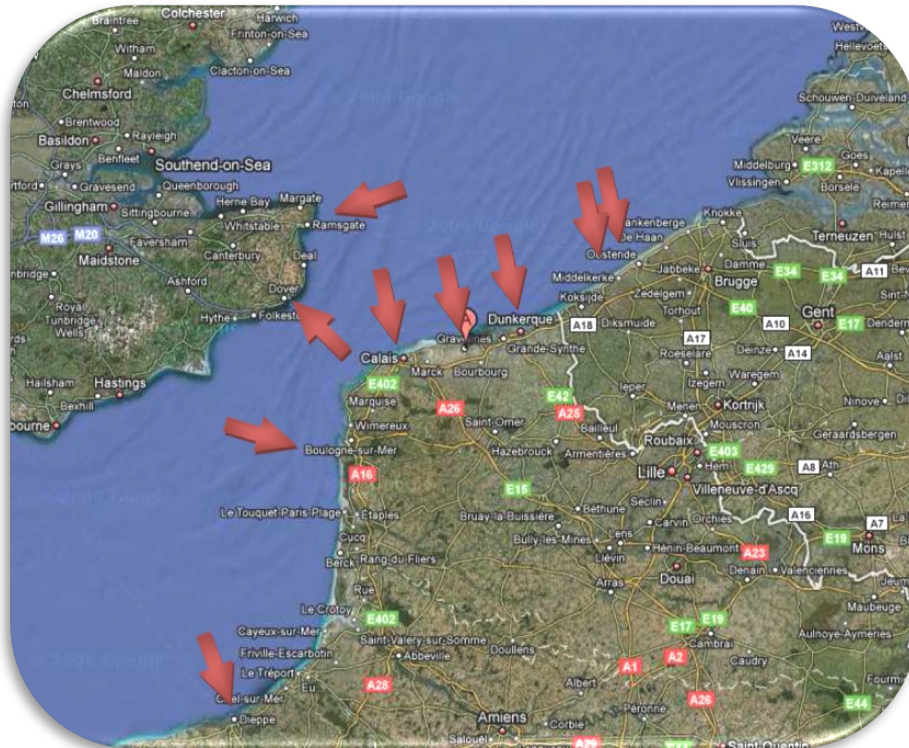 Colchester
Harwich
Braintree
Frinton-on-Sea
Witham
Clacton-on-Sea
Maldon
Chelmsford
Hellevoets
Schouwen-Duiveland
Brentwood
Rayleigh
Basildon
Benfleet
Southend-on-Sea
Grays
Veere
Goes
Middelburg
E312
Kapelle
Vlissingen
Borsele
Gravesend
Queenborough
Gillingham
Sittingbourne
Herne Bay
Margate
Whitstable
Ramsgate
M26
M20
Faversham
Canterbury
Deal
Maidstone
Ashford
Dover
Royal
Tunbridge
Wells
Hythe
Folkest
Hailsham
Hastings
Bexhill
bourne
ankenberge
Knokke
De Haan
Sluis
Terneuzen
Hulst
Oostende
Damme
E34
E34
A11
Middelkerke
Jabbeke
Brugge
Koksijde
Zedelgem
E40
Dunkerque
A18
Diksmuide
Torhout
A10
Gent
E17
Gravelines
Grande-Synthe
A17
Roeselare
Deinze
A14
Aalst
Calais
Marck
Bourbourg
E402
Ieper
Izegem
Waregem
Marquise
A26
E42
A25
Menen
Kortrijk
Ninove
Wimereux
Saint-Omer
Bailleul
Mouscron
Geraardsbergen
Boulogne-sur-Mer
Hazebrouck
Armentières
Roubaix
E403
Hem
Lille
E429
A8
Ath
A16
E15
Villeneuve-d'Ascq
Seclin
Le Touquet-Paris-Plage
Etaples
Bruay-la-Buissière
Béthune
Carvin
Orchies
A16
A7
Cucq
Bully-les-Mines
Lens
E19
Mons
Berck
Rang-du-Fliers
Liévin
Hénin-Beaumont
A23
Douai
Denain
Valenciennes
Rue
Arras
Maubeuge
Le Crotoy
E402
E17
E19
Cayeux-sur-Mer
Saint-Valery-sur-Somme
Doullens
Cambrai
Aulnoye-Aymeries
Friville-Escarbotin
Abbeville
A1
A2
Caudry
Le Tréport
Eu
A28
Albert
A26
Fourmi
E44
Dieppe
Péronne
Amiens
Corbie
Salouël
A29
Saint-Quentin